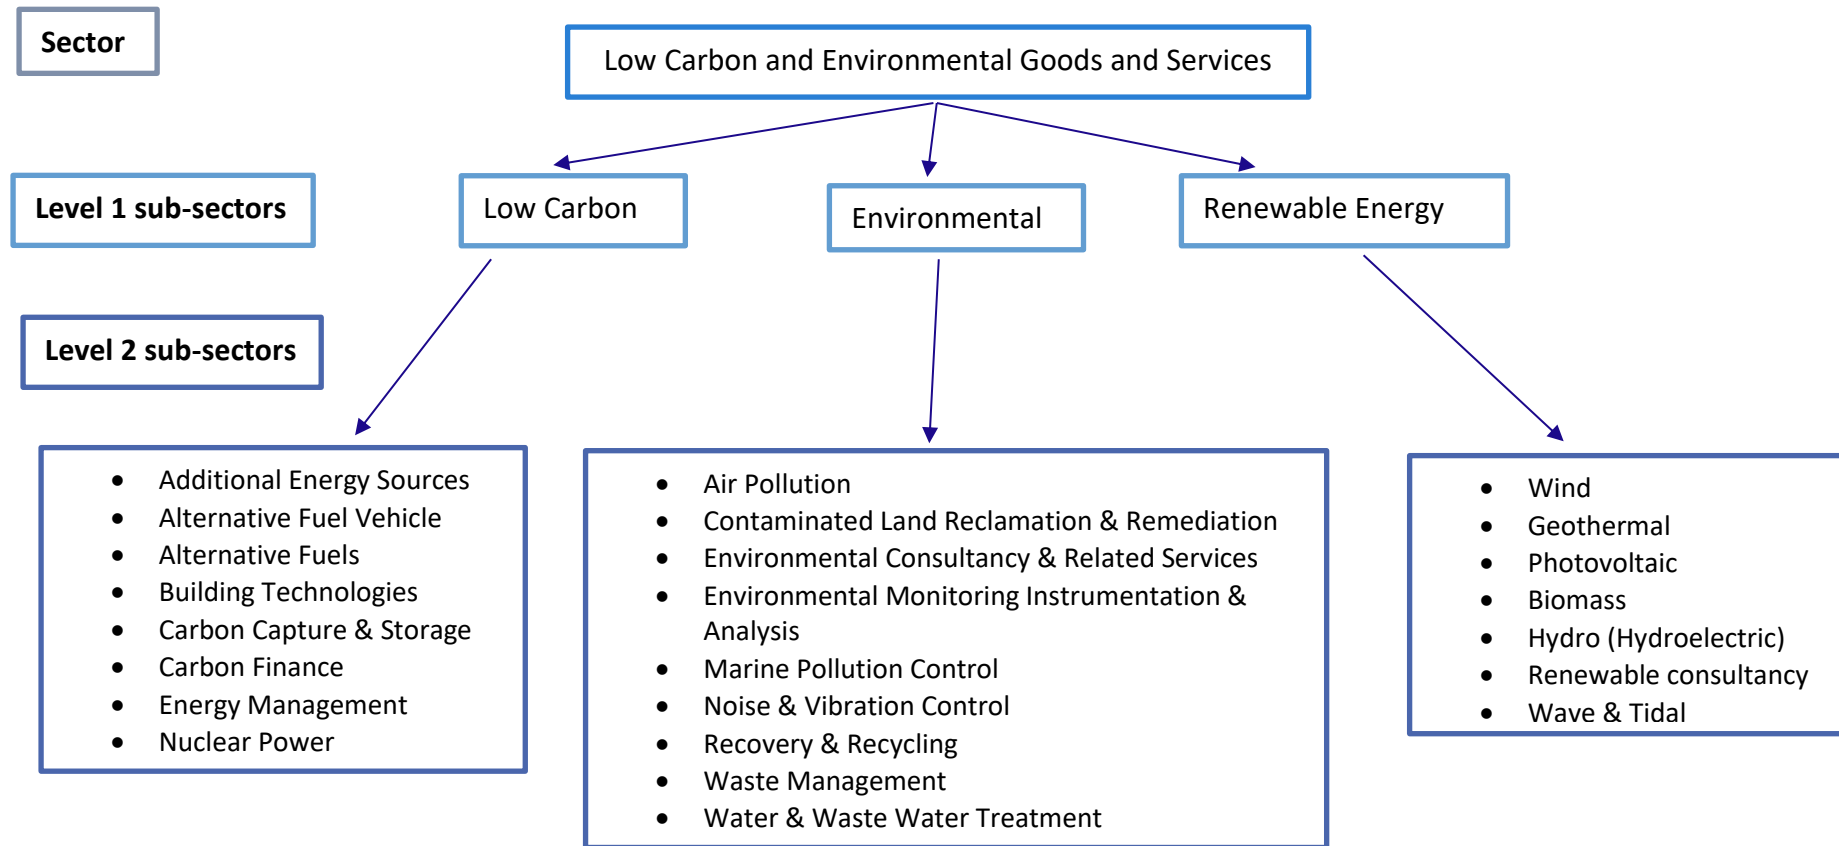 Sector
Low Carbon and Environmental Goods and Services
Level 1 sub-sectors
Low Carbon
Environmental
Renewable Energy
Level 2 sub-sectors
• Additional Energy Sources
• Alternative Fuel Vehicle
• Alternative Fuels
• Building Technologies
• Carbon Capture & Storage
• Carbon Finance
• Energy Management
• Nuclear Power
• Air Pollution
• Contaminated Land Reclamation & Remediation
• Environmental Consultancy & Related Services
• Environmental Monitoring Instrumentation &
Analysis
• Marine Pollution Control
• Noise & Vibration Control
• Recovery & Recycling
• Waste Management
• Water & Waste Water Treatment
• Wind
• Geothermal
• Photovoltaic
• Biomass
• Hydro (Hydroelectric)
• Renewable consultancy
• Wave & Tidal